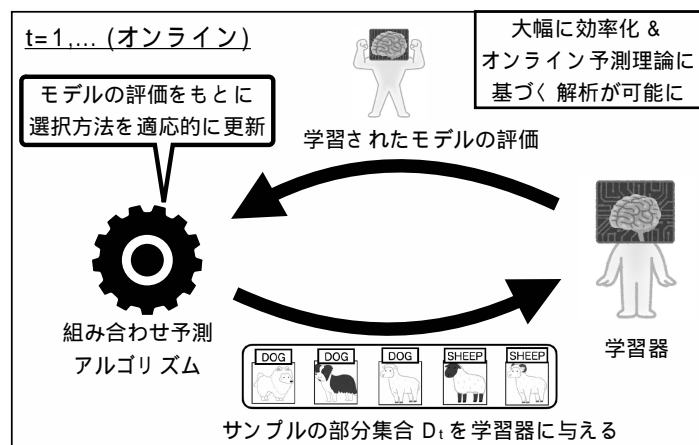 t=1,... (オンライン)
大幅に効率化 &
オンライン予測理論に
基づく解析が可能に
モデルの評価をもとに
選択方法を適応的に更新
学習されたモデルの評価
組み合わせ予測
アルゴリズム
学習器
DOG DOG DOG SHEEP SHEEP
サンプルの部分集合 Dₜ を学習器に与える